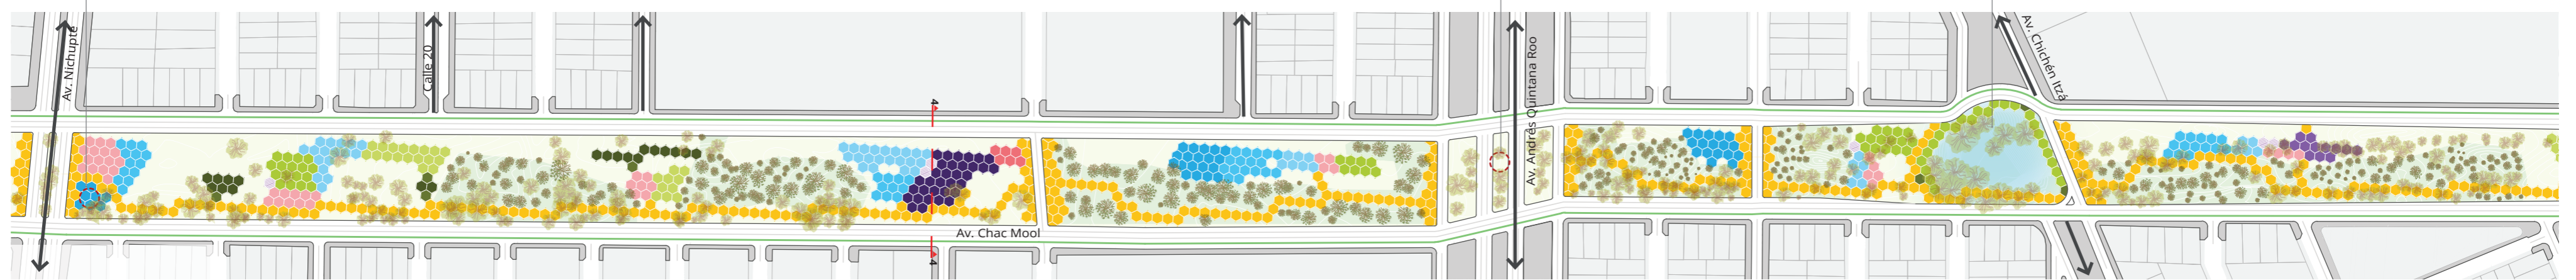 Av. Nichupté
Calle 20
4
Av. Andrés Quintana Roo
Av. Chichén Itzá
Av. Chac Mool
4